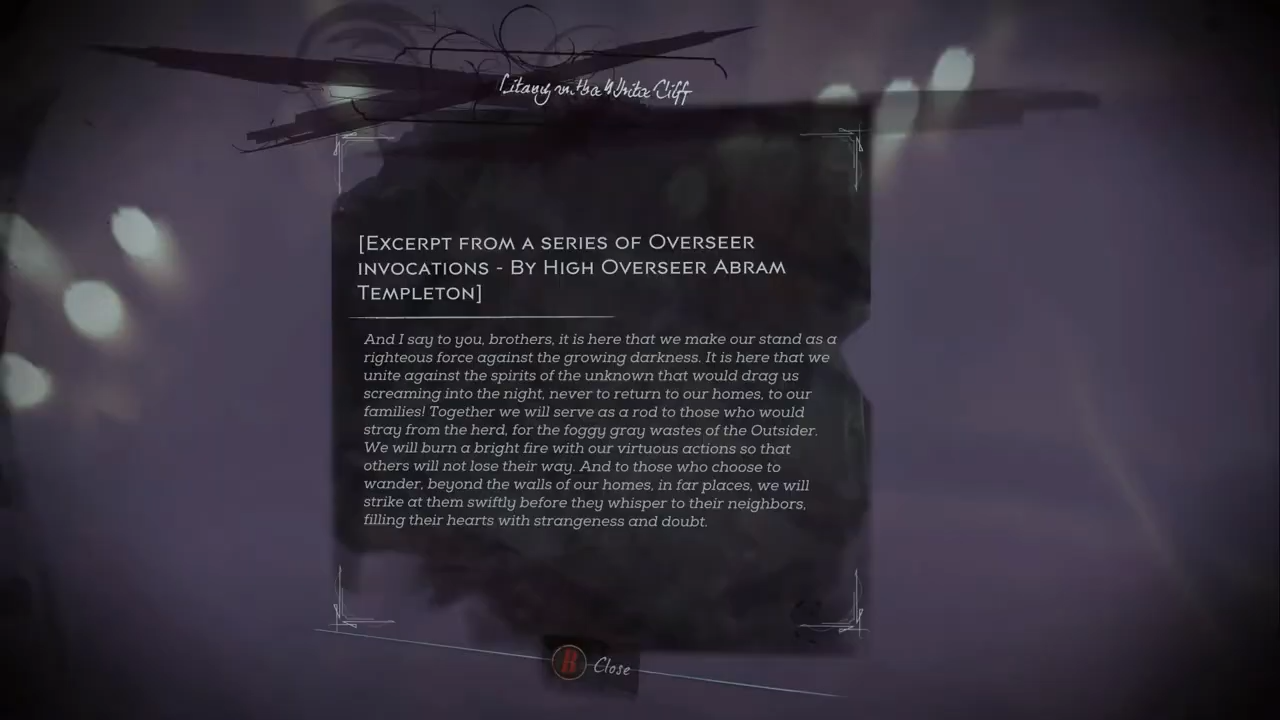 Litany on the White Cliff
[Excerpt from a series of Overseer
invocations - By High Overseer Abram
Templeton]
And I say to you, brothers, it is here that we make our stand as a
righteous force against the growing darkness. It is here that we
unite against the spirits of the unknown that would drag us
screaming into the night, never to return to our homes, to our
families! Together we will serve as a rod to those who would
stray from the herd, for the foggy gray wastes of the Outsider.
We will burn a bright fire with our virtuous actions so that
others will not lose their way. And to those who choose to
wander, beyond the walls of our homes, in far places, we will
strike at them swiftly before they whisper to their neighbors,
filling their hearts with strangeness and doubt.
B Close